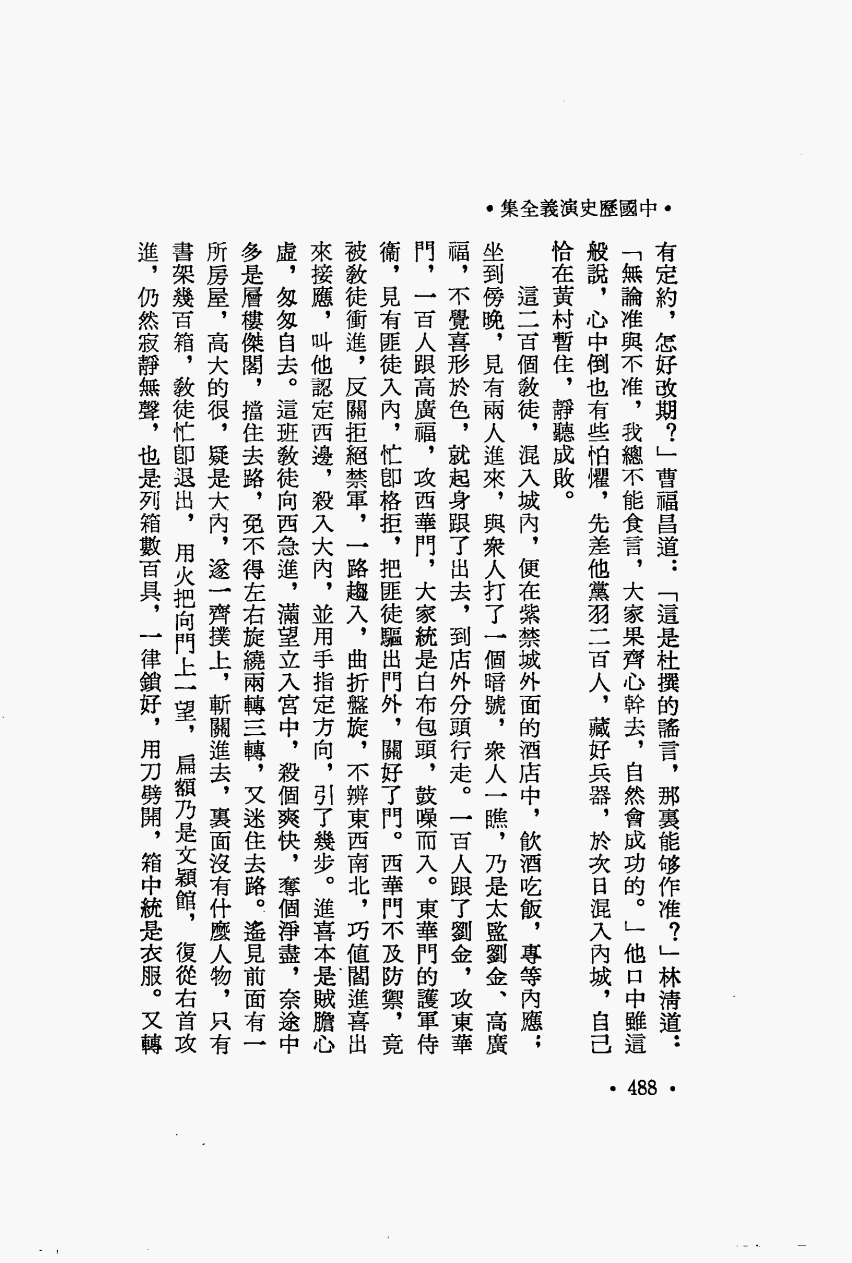 •中國歷史演義全集•
有定約，怎好改期？」曹福昌道：「這是杜撰的謠言，那裏能够作准？」林清道：
「無論准與不准，我總不能食言，大家果齊心幹去，自然會成功的。」他口中雖這
般說，心中倒也有些怕懼，先差他黨羽二百人，藏好兵器，於次日混入內城，自己
恰在黃村暫住，靜聽成敗。
這二百個敎徒，混入城內，便在紫禁城外面的酒店中，飮酒吃飯，專等內應；
坐到傍晚，見有兩人進來，與衆人打了一個暗號，衆人一瞧，乃是太監劉金、高廣
福，不覺喜形於色，就起身跟了出去，到店外分頭行走。一百人跟了劉金，攻東華
門，一百人跟高廣福，攻西華門，大家統是白布包頭，鼓噪而入。東華門的護軍侍
衞，見有匪徒入內，忙卽格拒，把匪徒驅出門外，關好了門。西華門不及防禦，竟
被敎徒衝進，反關拒絕禁軍，一路趨入，曲折盤旋，不辨東西南北，巧值閻進喜出
來接應，叫他認定西邊，殺入大內，並用手指定方向，引了幾步。進喜本是賊膽心
虛，匆匆自去。這班敎徒向西急進，滿望立入宮中，殺個爽快，奪個淨盡，奈途中
多是層樓傑閣，擋住去路，免不得左右旋繞兩轉三轉，又迷住去路。遙見前面有一
所房屋，高大的很，疑是大內，遂一齊撲上，斬關進去，裏面沒有什麼人物，只有
書架幾百箱，敎徒忙卽退出，用火把向門上一望，扁額乃是文穎館，復從右首攻
進，仍然寂靜無聲，也是列箱數百具，一律鎖好，用刀劈開，箱中統是衣服。又轉
•488•